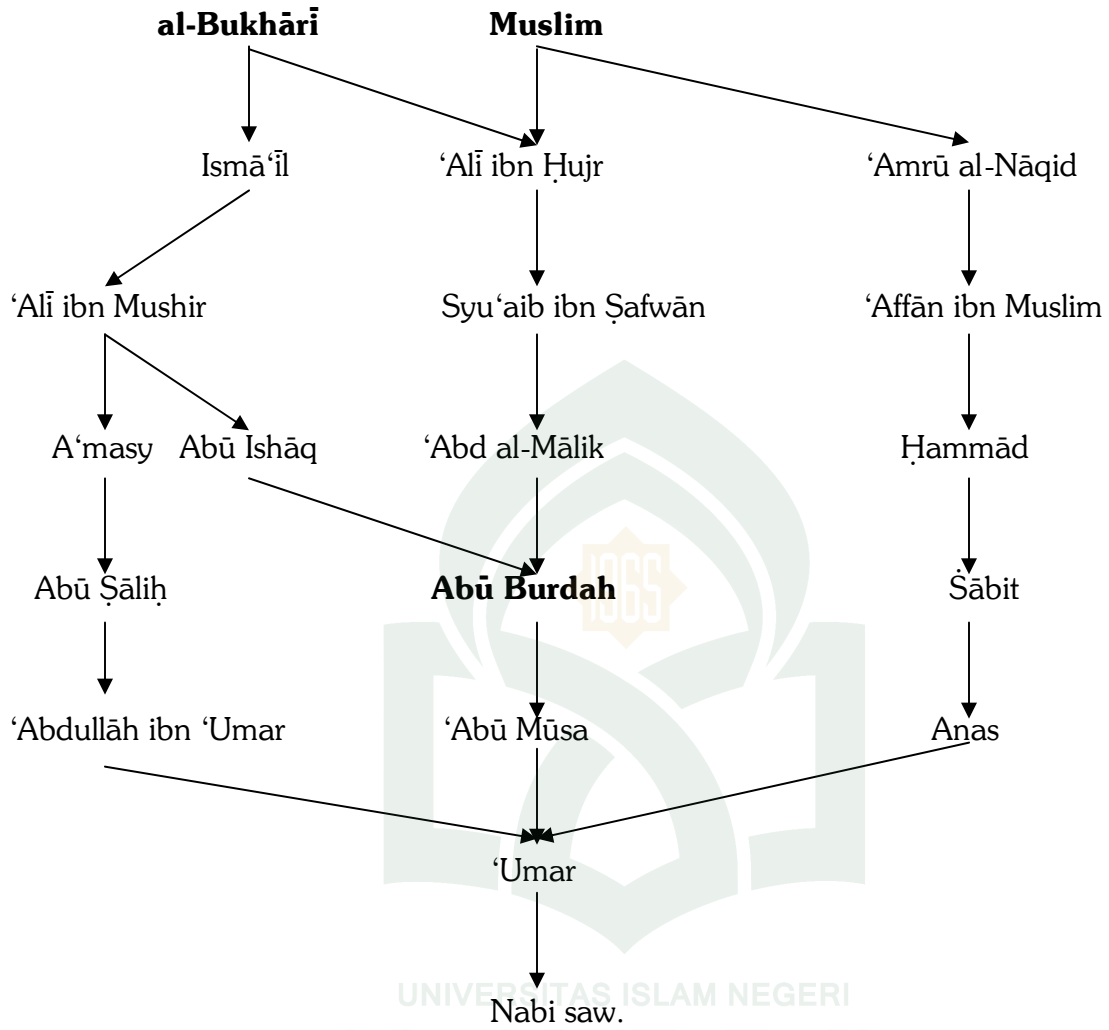 al-Bukhārī Muslim
Ismā‘īl ‘Alī ibn Ḥujr ‘Amrū al-Nāqid
‘Alī ibn Mushir Syu‘aib ibn Ṣafwān ‘Affān ibn Muslim
A‘masy Abū Ishāq ‘Abd al-Mālik Ḥammād
1965
Abū Ṣāliḥ Abū Burdah Ṡābit
‘Abdullāh ibn ‘Umar ‘Abū Mūsa Anas
‘Umar
UNIVERSITAS ISLAM NEGERI
Nabi saw.